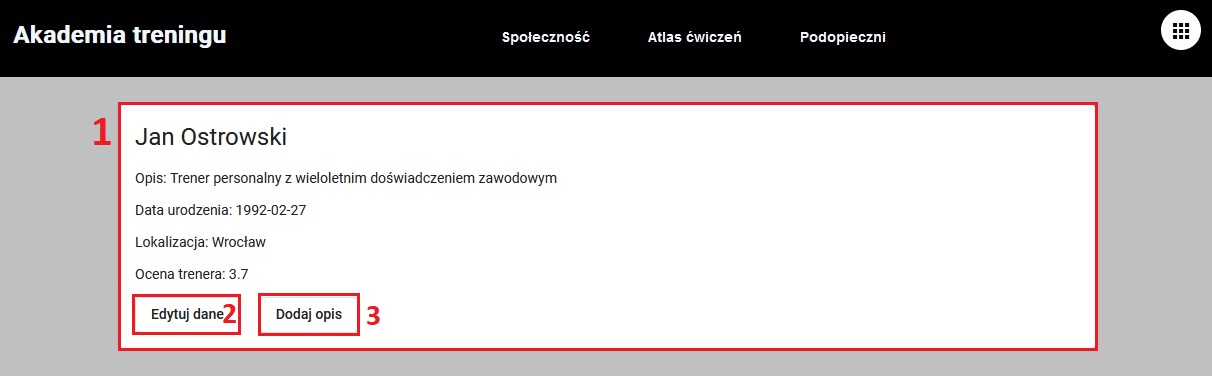 Akademia treningu
Społeczność Atlas ćwiczeń Podopieczni
1
Jan Ostrowski
Opis: Trener personalny z wieloletnim doświadczeniem zawodowym
Data urodzenia: 1992-02-27
Lokalizacja: Wrocław
Ocena trenera: 3.7
Edytuj dane 2 Dodaj opis 3